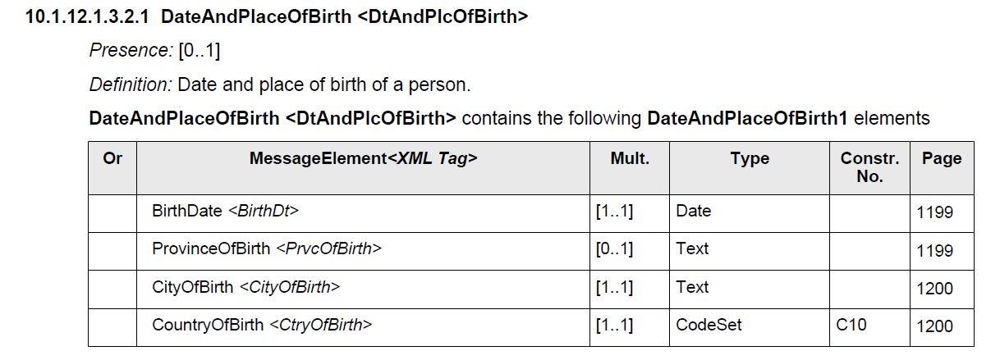 10.1.12.1.3.2.1 DateAndPlaceOfBirth <DtAndPlcOfBirth>
Presence: [0..1]
Definition: Date and place of birth of a person.
DateAndPlaceOfBirth <DtAndPlcOfBirth> contains the following DateAndPlaceOfBirth1 elements
Or MessageElement<XML Tag> Mult. Type Constr. No. Page
BirthDate <BirthDt> [1..1] Date 1199
ProvinceOfBirth <PrvcOfBirth> [0..1] Text 1199
CityOfBirth <CityOfBirth> [1..1] Text 1200
CountryOfBirth <CtryOfBirth> [1..1] CodeSet C10 1200